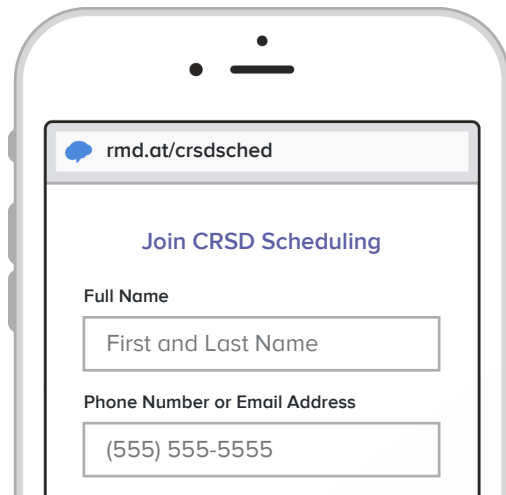 rmd.at/crsdsched
Join CRSD Scheduling
Full Name
First and Last Name
Phone Number or Email Address
(555) 555-5555